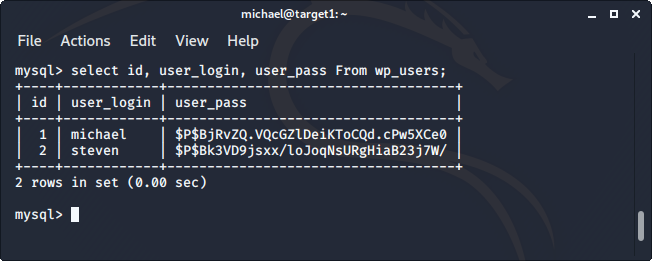 michael@target1: ~
File Actions Edit View Help
mysql> select id, user_login, user_pass From wp_users;
+----+------------+------------------------------------+
| id | user_login | user_pass                          |
+----+------------+------------------------------------+
|  1 | michael    | $P$BjRvZQ.VQcGZlDeiKToCQd.cPw5XCe0 |
|  2 | steven     | $P$Bk3VD9jsxx/loJoqNsURgHiaB23j7W/ |
+----+------------+------------------------------------+
2 rows in set (0.00 sec)
mysql>